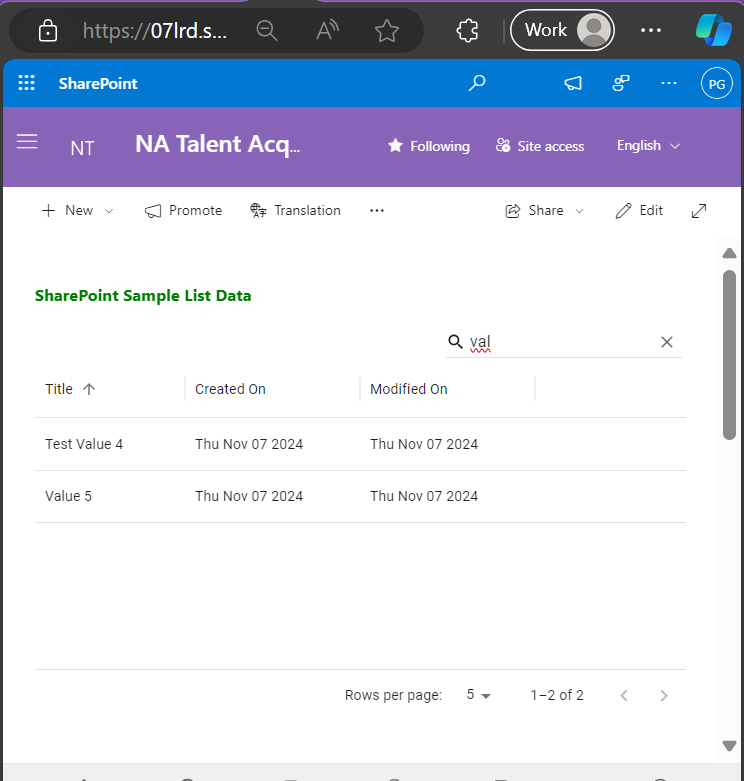 https://07lrd.s...
Work
SharePoint
PG
NT
NA Talent Acq...
Following
Site access
English
New
Promote
Translation
Share
Edit
SharePoint Sample List Data
val
Title Created On Modified On
Test Value 4 Thu Nov 07 2024 Thu Nov 07 2024
Value 5 Thu Nov 07 2024 Thu Nov 07 2024
Rows per page: 5 1–2 of 2